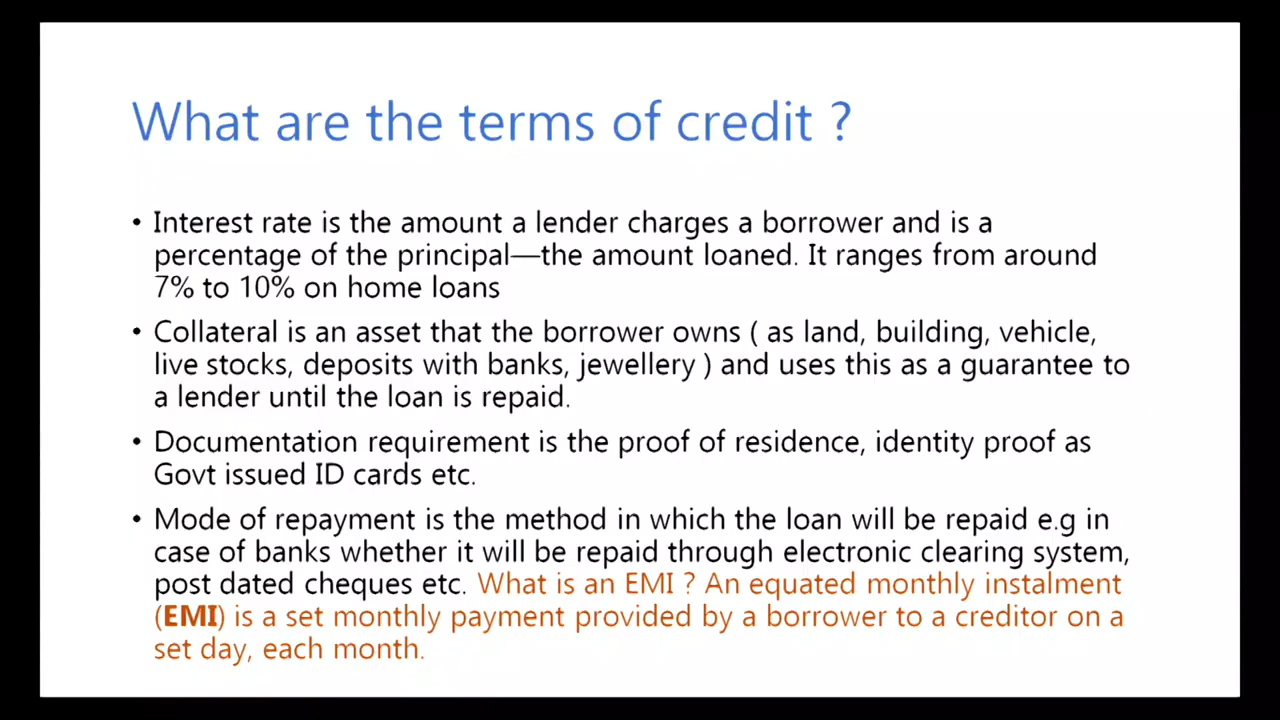 What are the terms of credit ?
• Interest rate is the amount a lender charges a borrower and is a
percentage of the principal—the amount loaned. It ranges from around
7% to 10% on home loans
• Collateral is an asset that the borrower owns ( as land, building, vehicle,
live stocks, deposits with banks, jewellery ) and uses this as a guarantee to
a lender until the loan is repaid.
• Documentation requirement is the proof of residence, identity proof as
Govt issued ID cards etc.
• Mode of repayment is the method in which the loan will be repaid e.g in
case of banks whether it will be repaid through electronic clearing system,
post dated cheques etc. What is an EMI ? An equated monthly instalment
(EMI) is a set monthly payment provided by a borrower to a creditor on a
set day, each month.